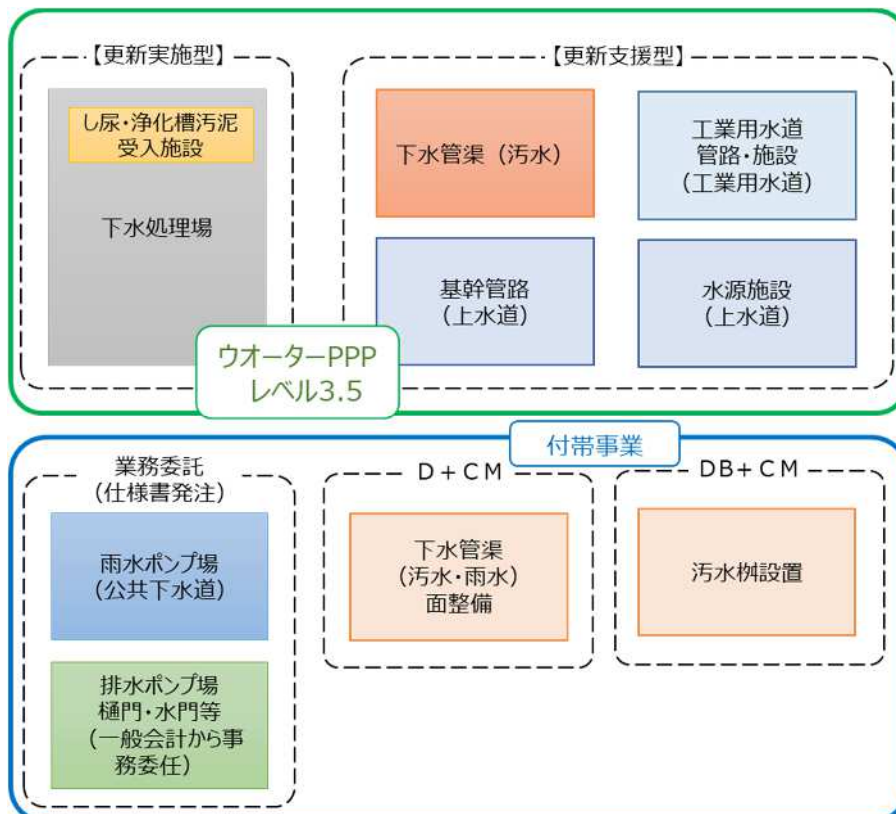 【更新実施型】
し尿・浄化槽汚泥
受入施設
下水処理場
【更新支援型】
下水管渠（汚水）
工業用水道
管路・施設
（工業用水道）
基幹管路
（上水道）
水源施設
（上水道）
ウオーターPPP
レベル3.5
付帯事業
業務委託
（仕様書発注）
雨水ポンプ場
（公共下水道）
排水ポンプ場
樋門・水門等
（一般会計から事
務委任）
D＋CM
下水管渠
（汚水・雨水）
面整備
DB＋CM
汚水桝設置